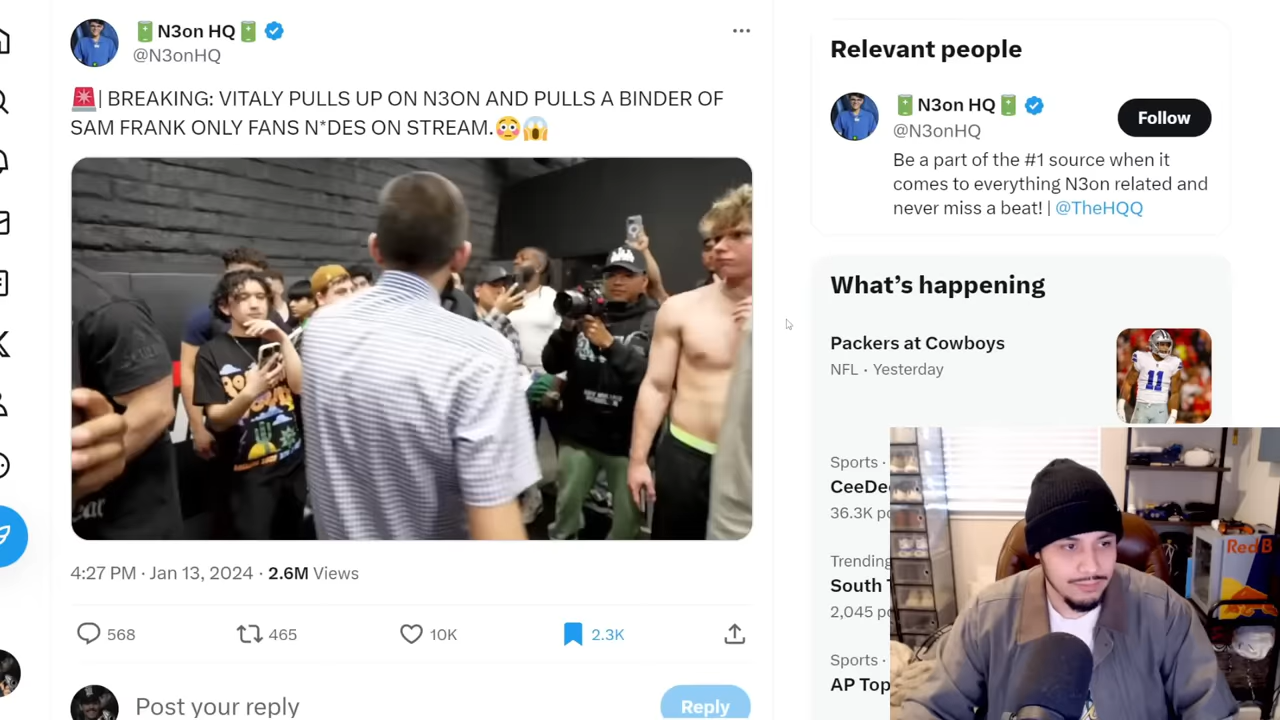 🔋N3on HQ🔋
@N3onHQ
🚨| BREAKING: VITALY PULLS UP ON N3ON AND PULLS A BINDER OF
SAM FRANK ONLY FANS N*DES ON STREAM.😳😱
4:27 PM · Jan 13, 2024 · 2.6M Views
568
465
10K
2.3K
Post your reply
Reply
Relevant people
🔋N3on HQ🔋
@N3onHQ
Follow
Be a part of the #1 source when it
comes to everything N3on related and
never miss a beat! | @TheHQQ
What’s happening
Packers at Cowboys
NFL · Yesterday
11
Sports ·
CeeDe
36.3K po
Trending
South
2,045 po
Sports ·
AP Top
Red B